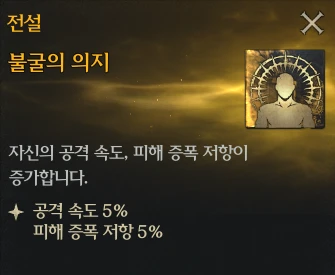 전설
불굴의 의지
자신의 공격 속도, 피해 증폭 저항이
증가합니다.
공격 속도 5%
피해 증폭 저항 5%